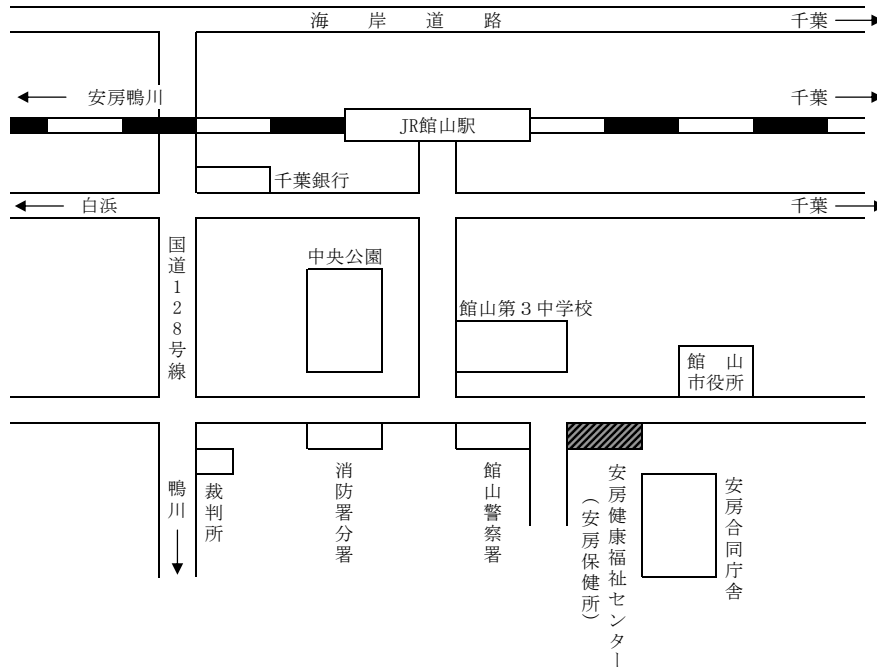 海岸道路
千葉
安房鴨川
千葉
JR館山駅
千葉銀行
白浜
千葉
国道128号線
中央公園
館山第3中学校
館山
市役所
鴨川
裁判所
消防署分署
館山警察署
安房健康福祉センター
（安房保健所）
安房合同庁舎